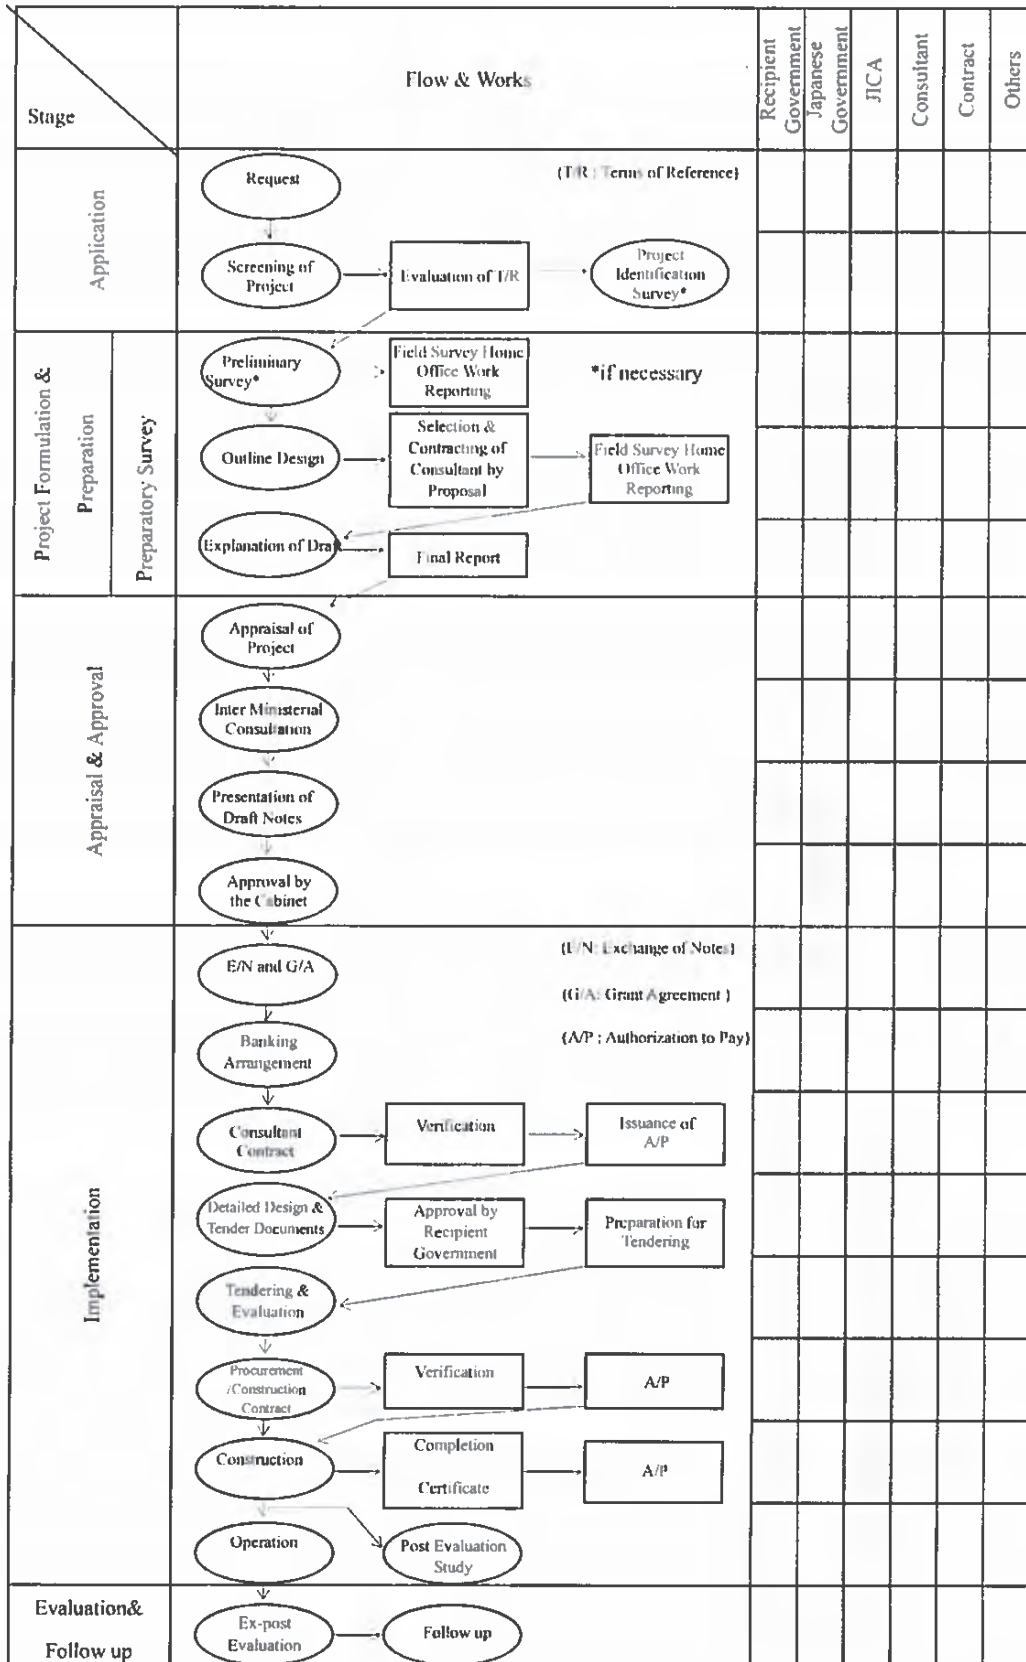 Stage
Flow & Works
Recipient
Government
Japanese
Government
JICA
Consultant
Contract
Others
Application
Request
(T/R : Terms of Reference)
Screening of
Project
Evaluation of T/R
Project
Identification
Survey*
Project Formulation &
Preparation
Preparatory Survey
Preliminary
Survey*
Field Survey Home
Office Work
Reporting
*if necessary
Outline Design
Selection &
Contracting of
Consultant by
Proposal
Field Survey Home
Office Work
Reporting
Explanation of Draft
Final Report
Appraisal & Approval
Appraisal of
Project
Inter Ministerial
Consultation
Presentation of
Draft Notes
Approval by
the Cabinet
Implementation
E/N and G/A
(E/N: Exchange of Notes)
(G/A: Grant Agreement )
(A/P : Authorization to Pay)
Banking
Arrangement
Consultant
Contract
Verification
Issuance of
A/P
Detailed Design &
Tender Documents
Approval by
Recipient
Government
Preparation for
Tendering
Tendering &
Evaluation
Procurement
/Construction
Contract
Verification
A/P
Construction
Completion
Certificate
A/P
Operation
Post Evaluation
Study
Evaluation&
Follow up
Ex-post
Evaluation
Follow up